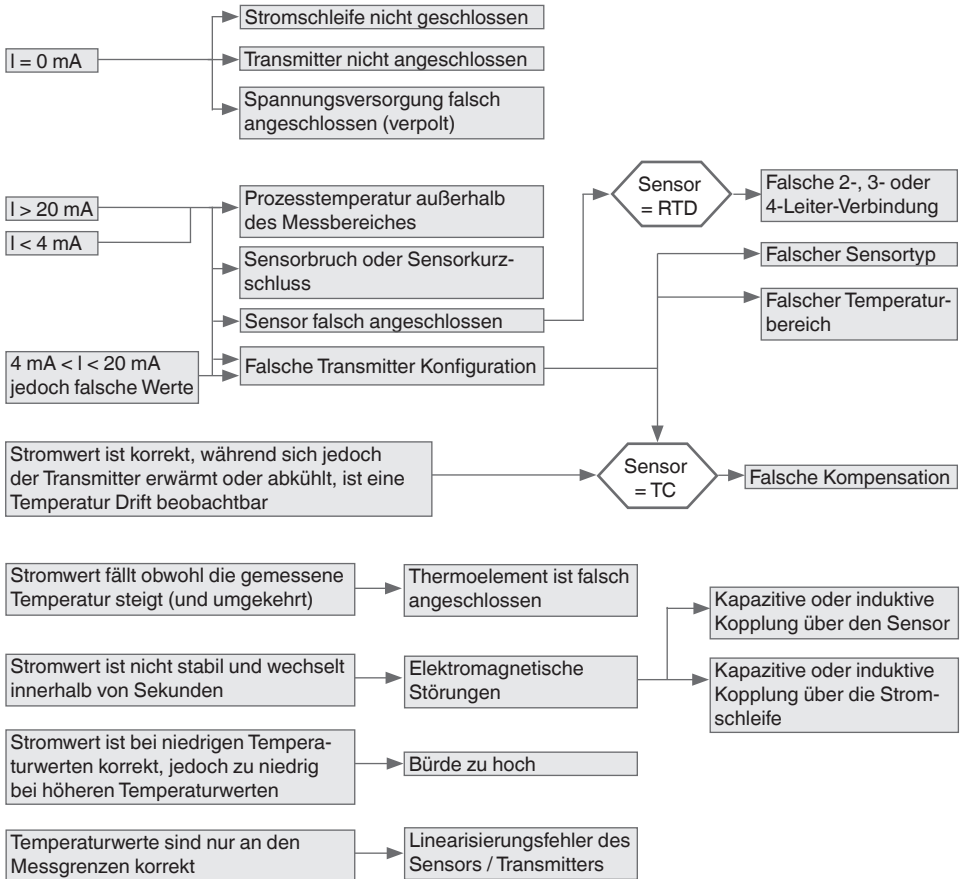 Stromschleife nicht geschlossen
I = 0 mA
Transmitter nicht angeschlossen
Spannungsversorgung falsch
angeschlossen (verpolt)
I > 20 mA
I < 4 mA
Prozesstemperatur außerhalb
des Messbereiches
Sensor
= RTD
Falsche 2-, 3- oder
4-Leiter-Verbindung
Sensorbruch oder Sensorkurz-
schluss
Falscher Sensortyp
Sensor falsch angeschlossen
Falscher Temperatur-
bereich
4 mA < I < 20 mA
jedoch falsche Werte
Falsche Transmitter Konfiguration
Stromwert ist korrekt, während sich jedoch
der Transmitter erwärmt oder abkühlt, ist eine
Temperatur Drift beobachtbar
Sensor
= TC
Falsche Kompensation
Stromwert fällt obwohl die gemessene
Temperatur steigt (und umgekehrt)
Thermoelement ist falsch
angeschlossen
Kapazitive oder induktive
Kopplung über den Sensor
Stromwert ist nicht stabil und wechselt
innerhalb von Sekunden
Elektromagnetische
Störungen
Kapazitive oder induktive
Kopplung über die Strom-
schleife
Stromwert ist bei niedrigen Tempera-
turwerten korrekt, jedoch zu niedrig
bei höheren Temperaturwerten
Bürde zu hoch
Temperaturwerte sind nur an den
Messgrenzen korrekt
Linearisierungsfehler des
Sensors / Transmitters